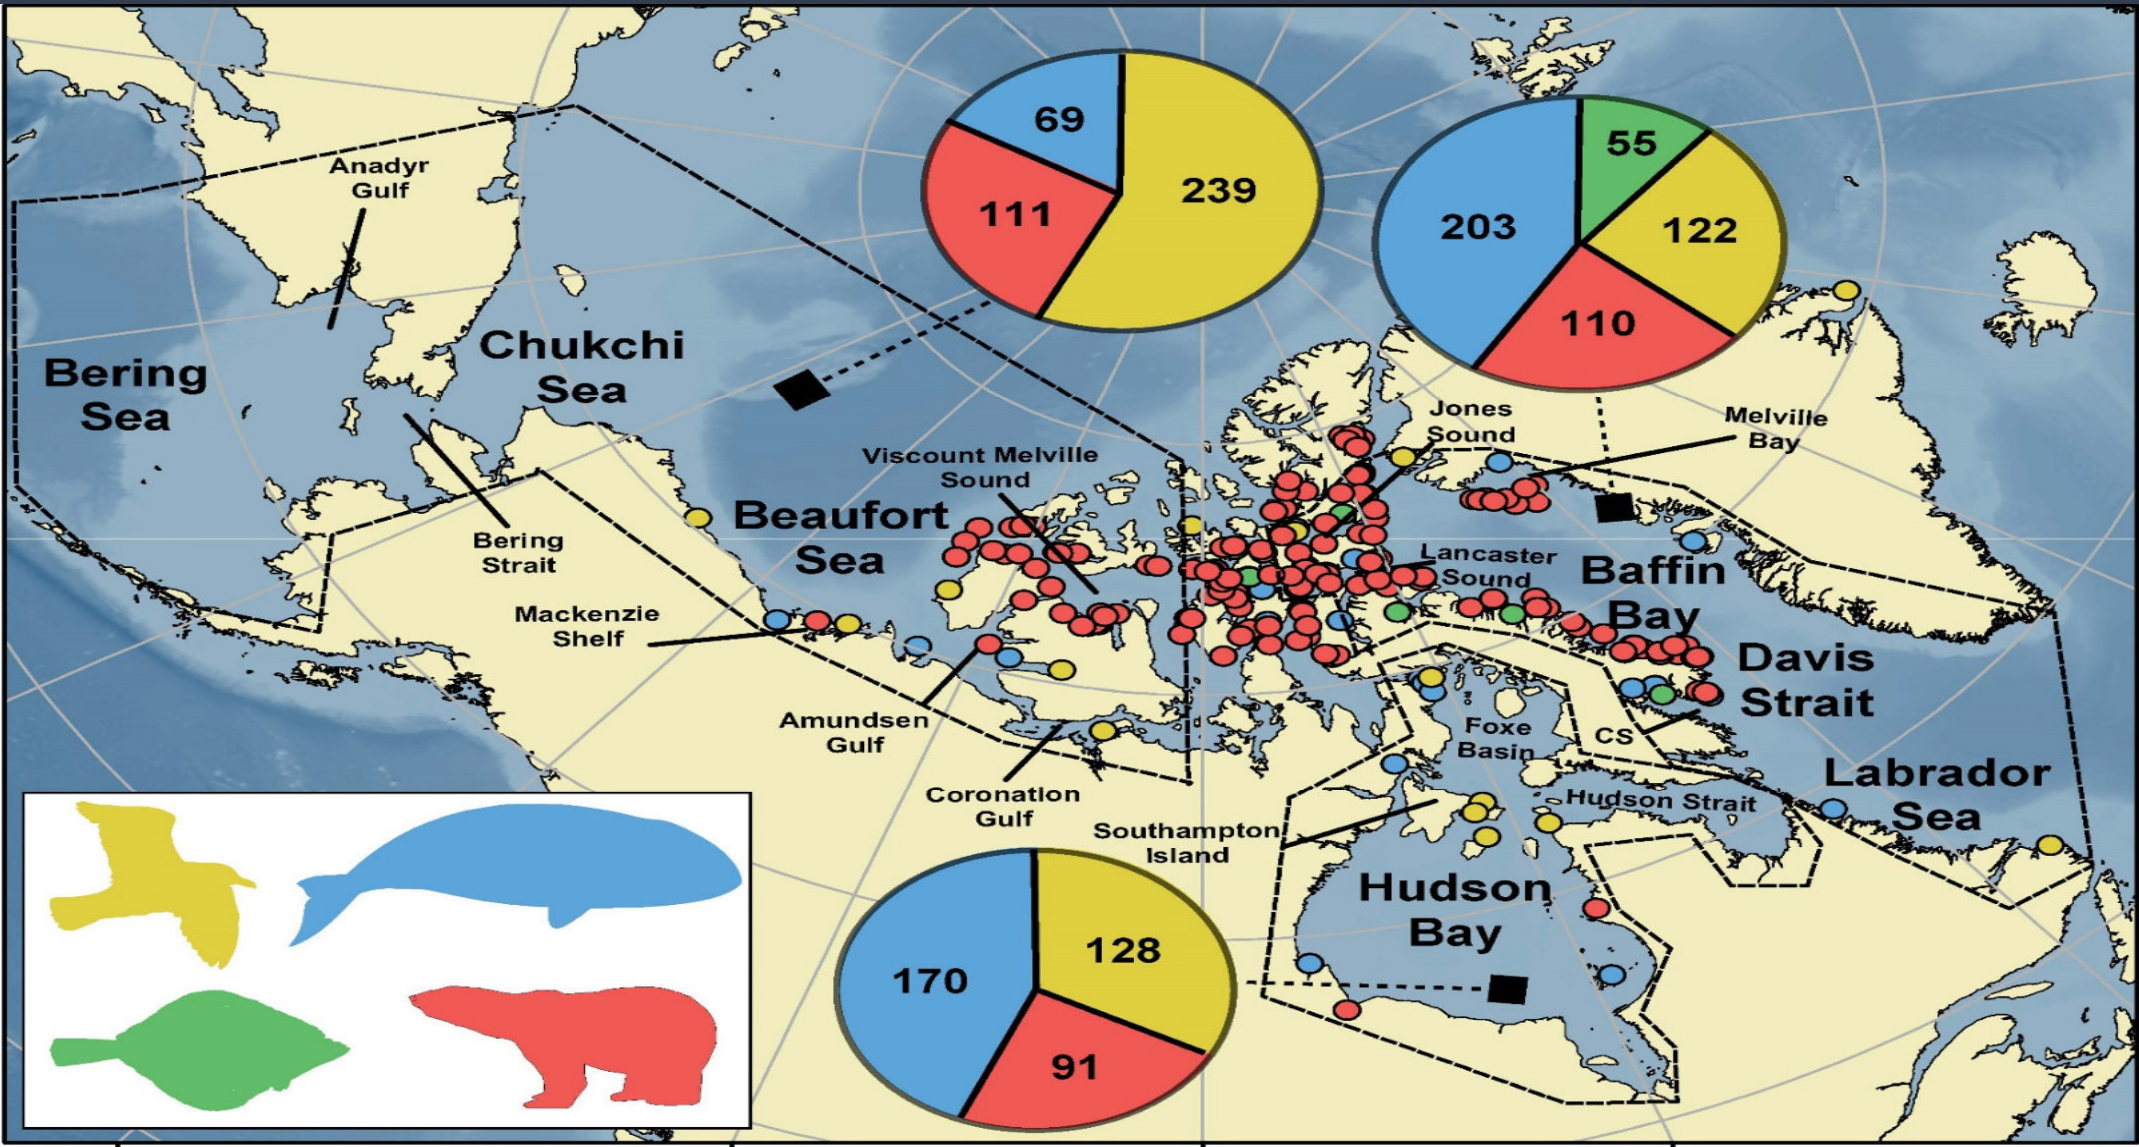 69
239
111
55
203
122
110
Anadyr
Gulf
Chukchi
Sea
Bering
Sea
Jones
Sound
Melville
Bay
Viscount Melville
Sound
Beaufort
Sea
Bering
Strait
Lancaster
Sound
Baffin
Bay
Mackenzie
Shelf
Davis
Strait
Amundsen
Gulf
Foxe
Basin
CS
Coronation
Gulf
Hudson Strait
Labrador
Sea
Southampton
Island
Hudson
Bay
170
128
91